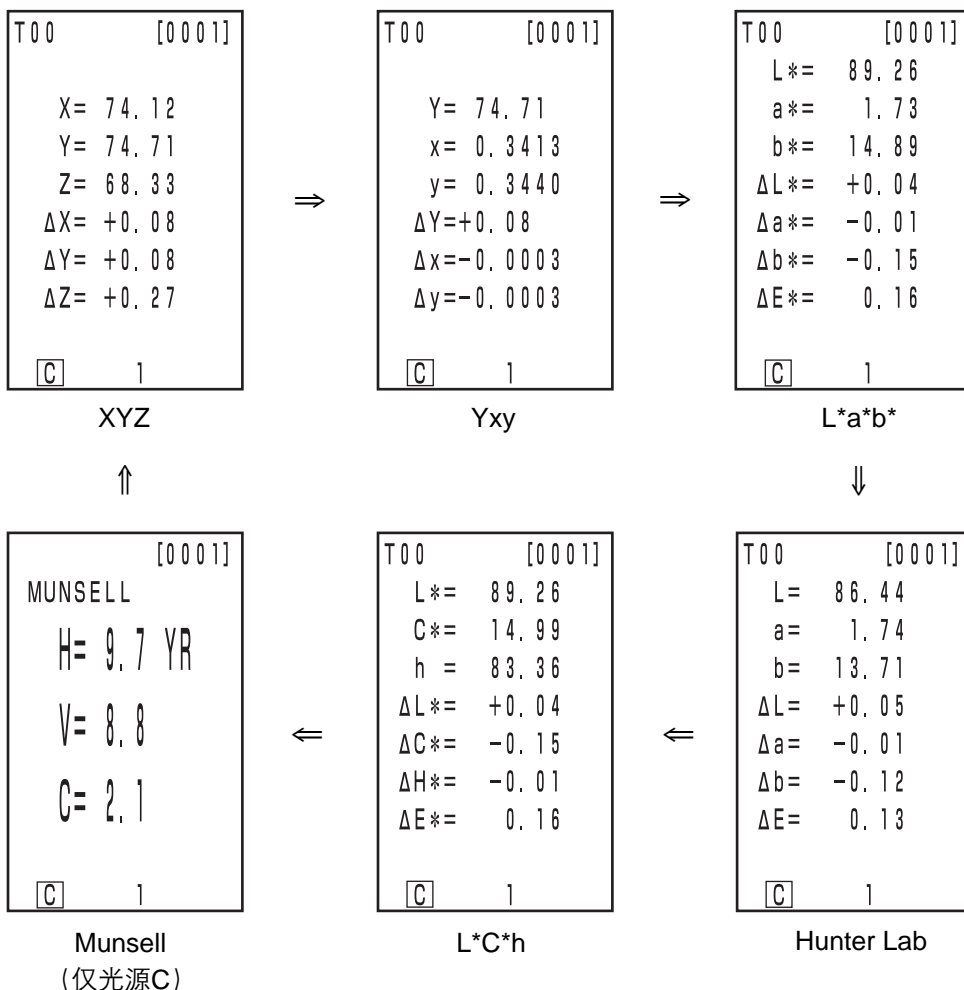 T00 [0001]
X= 74.12
Y= 74.71
Z= 68.33
ΔX= +0.08
ΔY= +0.08
ΔZ= +0.27
C 1
XYZ
⇒
T00 [0001]
Y= 74.71
x= 0.3413
y= 0.3440
ΔY=+0.08
Δx=-0.0003
Δy=-0.0003
C 1
Yxy
⇒
T00 [0001]
L*= 89.26
a*= 1.73
b*= 14.89
ΔL*= +0.04
Δa*= -0.01
Δb*= -0.15
ΔE*= 0.16
C 1
L*a*b*
⇑
⇓
[0001]
MUNSELL
H= 9.7 YR
V= 8.8
C= 2.1
C 1
Munsell
(仅光源C)
⇐
T00 [0001]
L*= 89.26
C*= 14.99
h = 83.36
ΔL*= +0.04
ΔC*= -0.15
ΔH*= -0.01
ΔE*= 0.16
C 1
L*C*h
⇐
T00 [0001]
L= 86.44
a= 1.74
b= 13.71
ΔL= +0.05
Δa= -0.01
Δb= -0.12
ΔE= 0.13
C 1
Hunter Lab